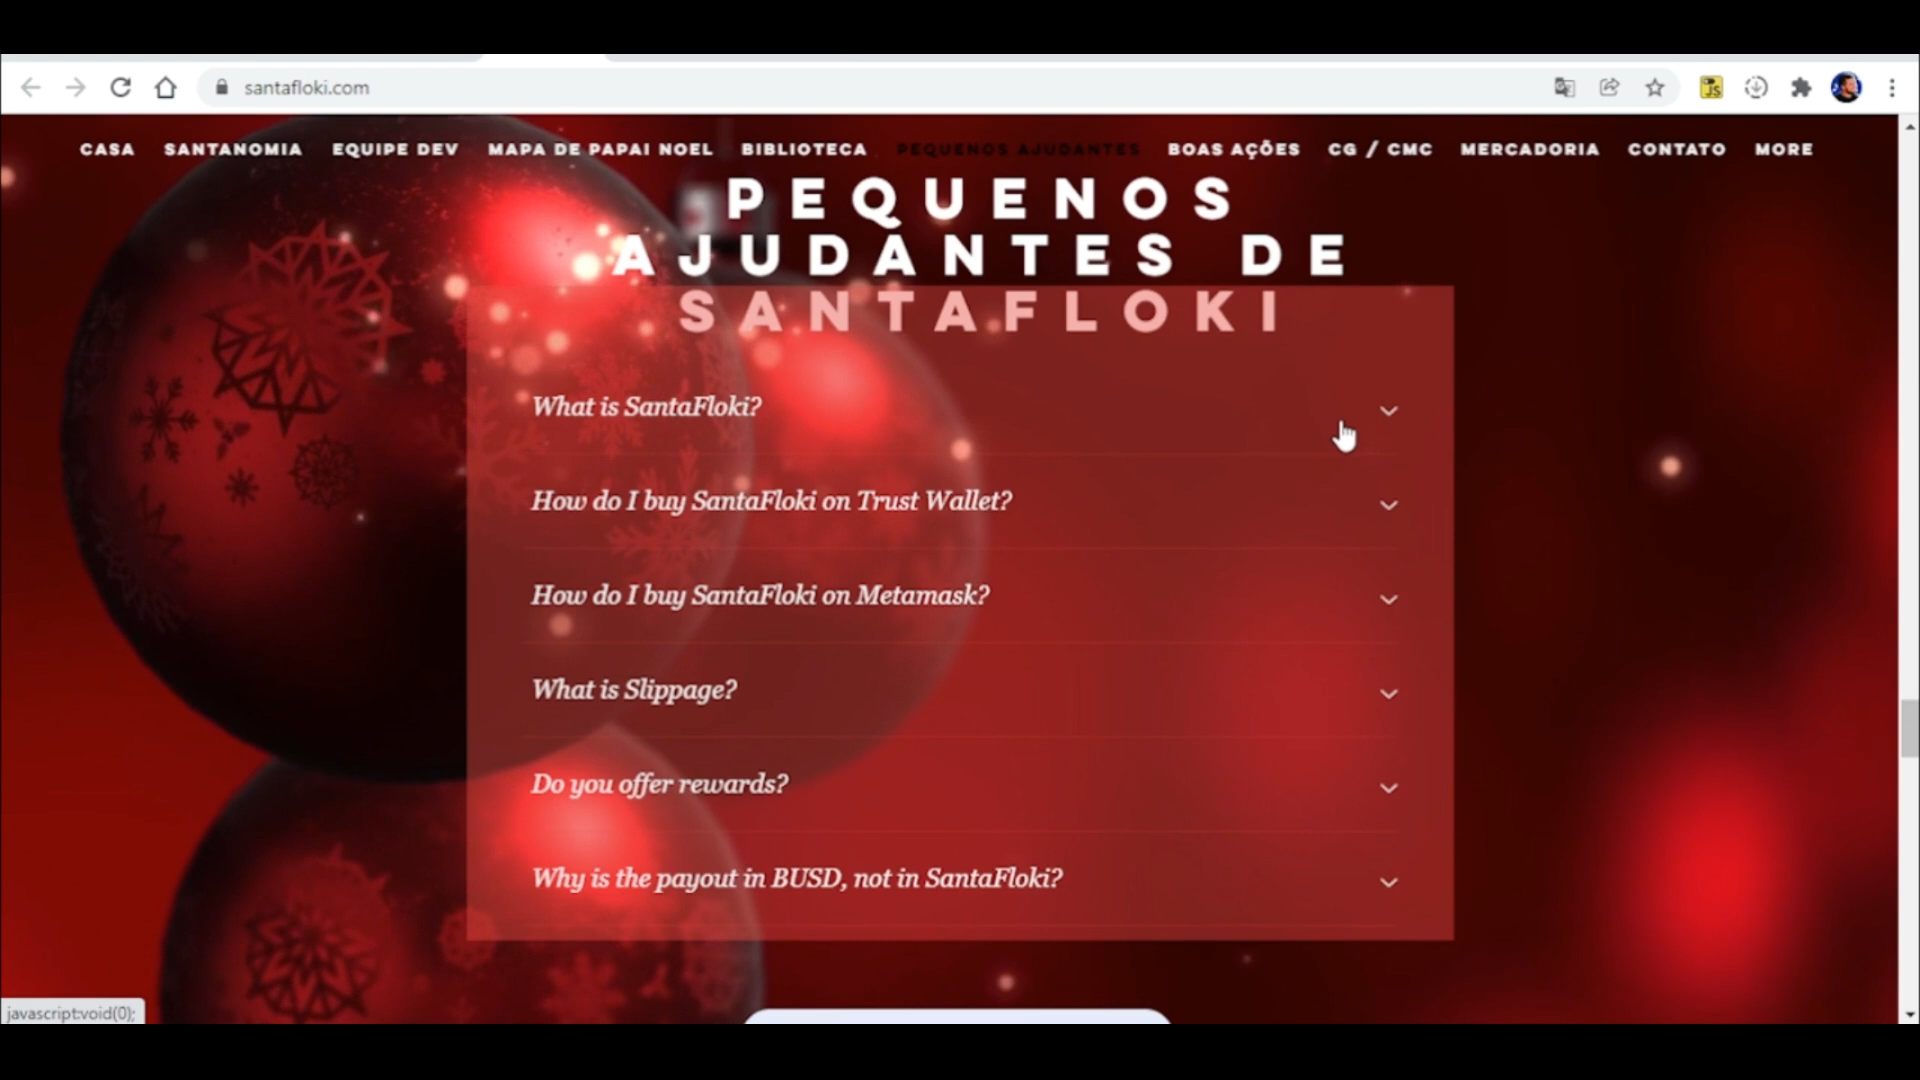 santafloki.com
JS
CASA SANTANOMIA EQUIPE DEV MAPA DE PAPAI NOEL BIBLIOTECA PEQUENOS AJUDANTES BOAS AÇÕES CG / CMC MERCADORIA CONTATO MORE
PEQUENOS
AJUDANTES DE
SANTAFLOKI
What is SantaFloki?
How do I buy SantaFloki on Trust Wallet?
How do I buy SantaFloki on Metamask?
What is Slippage?
Do you offer rewards?
Why is the payout in BUSD, not in SantaFloki?
javascript:void(0);